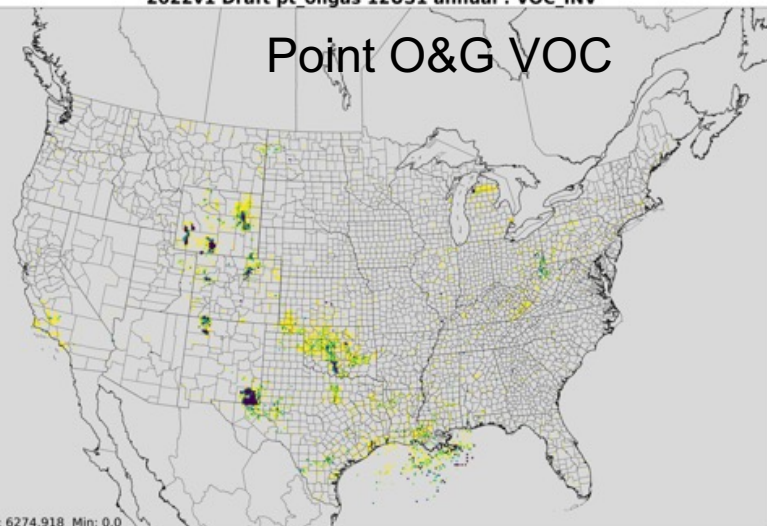 2022v1 Draft pt_oilgas 12US1 annual : VOC_INV
Point O&G VOC
: 6274.918 Min: 0.0